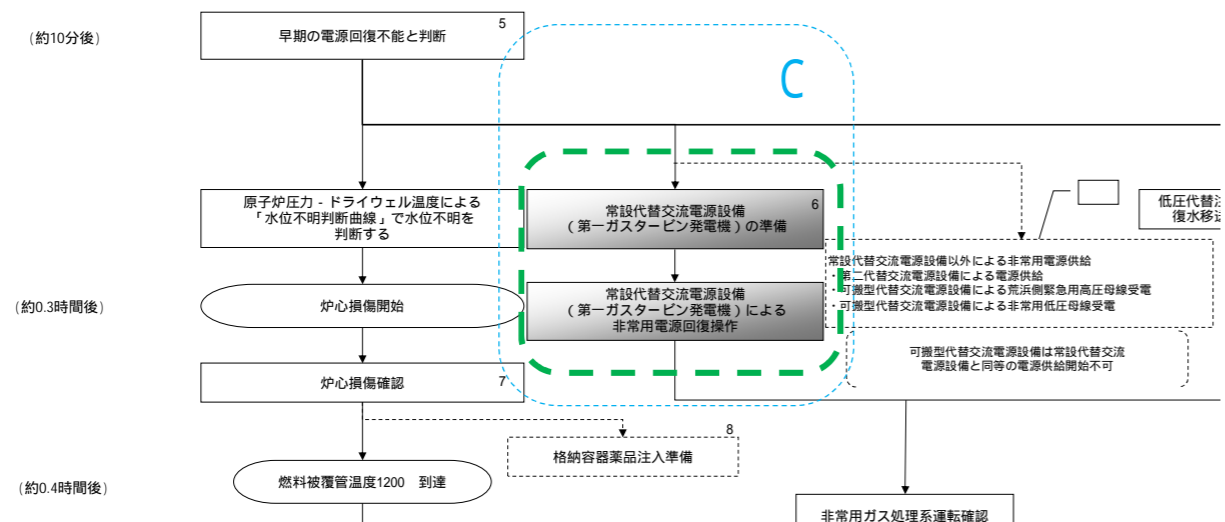 (約10分後)
早期の電源回復不能と判断
5
C
原子炉圧力 - ドライウェル温度による
「水位不明判断曲線」で水位不明を
判断する
常設代替交流電源設備
(第一ガスタービン発電機)の準備
6
低圧代替注
復水移送
常設代替交流電源設備以外による非常用電源供給
・第二代替交流電源設備による電源供給
・可搬型代替交流電源設備による荒浜側緊急用高圧母線受電
・可搬型代替交流電源設備による非常用低圧母線受電
(約0.3時間後)
炉心損傷開始
常設代替交流電源設備
(第一ガスタービン発電機)による
非常用電源回復操作
可搬型代替交流電源設備は常設代替交流
電源設備と同等の電源供給開始不可
炉心損傷確認
7
8
格納容器薬品注入準備
(約0.4時間後)
燃料被覆管温度1200 到達
非常用ガス処理系運転確認